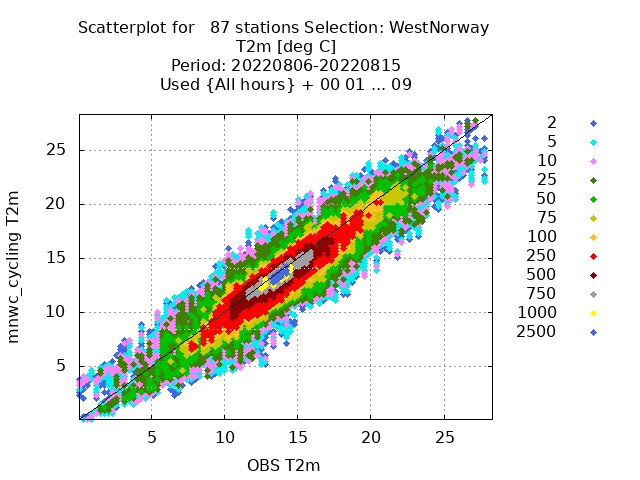 Scatterplot for   87 stations Selection: WestNorway
T2m [deg C]
Period: 20220806-20220815
Used {All hours} + 00 01 ... 09
2
5
10
25
50
75
100
250
500
750
1000
2500
mnwc_cycling T2m
25
20
15
10
5
5 10 15 20 25
OBS T2m